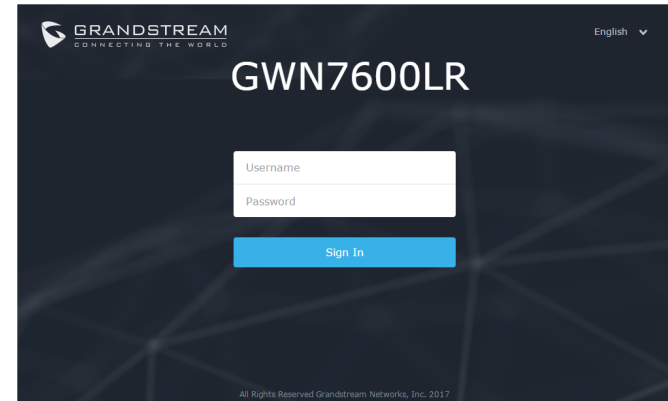 GRANDSTREAM
CONNECTING THE WORLD
English
GWN7600LR
Username
Password
Sign In
All Rights Reserved Grandstream Networks, Inc. 2017